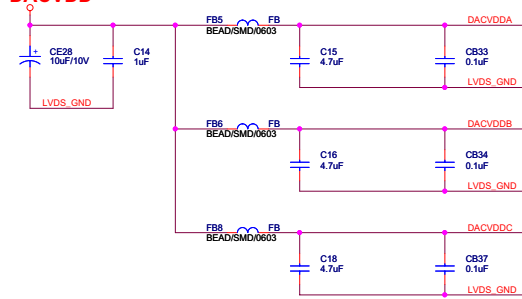 FB5 FB DACVDDA
BEAD/SMD/0603
CE28
10uF/10V
C14
1uF
C15
4.7uF
CB33
0.1uF
LVDS_GND LVDS_GND
FB6 FB DACVDDB
BEAD/SMD/0603
C16
4.7uF
CB34
0.1uF
LVDS_GND
FB8 FB DACVDDC
BEAD/SMD/0603
C18
4.7uF
CB37
0.1uF
LVDS_GND